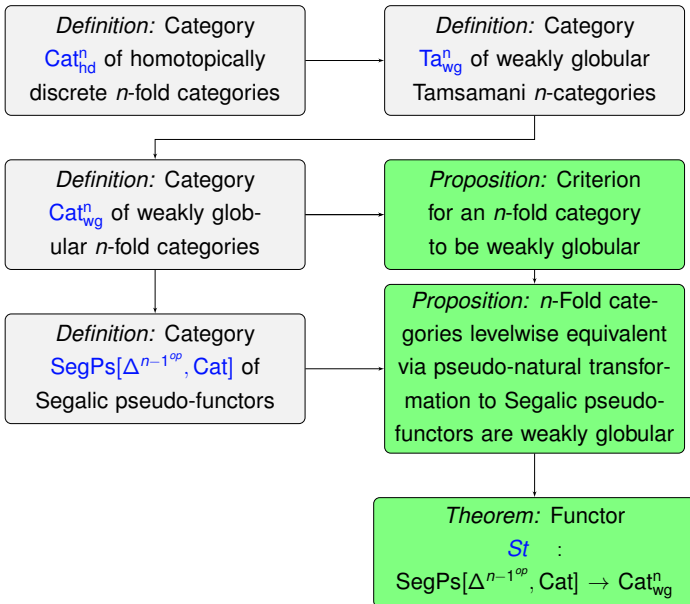 Definition: Category
Cat^n_hd of homotopically
discrete n-fold categories
Definition: Category
Ta^n_wg of weakly globular
Tamsamani n-categories
Definition: Category
Cat^n_wg of weakly glob-
ular n-fold categories
Proposition: Criterion
for an n-fold category
to be weakly globular
Definition: Category
SegPs[Δ^{n−1^{op}}, Cat] of
Segalic pseudo-functors
Proposition: n-Fold cate-
gories levelwise equivalent
via pseudo-natural transfor-
mation to Segalic pseudo-
functors are weakly globular
Theorem: Functor
St :
SegPs[Δ^{n−1^{op}}, Cat] → Cat^n_wg